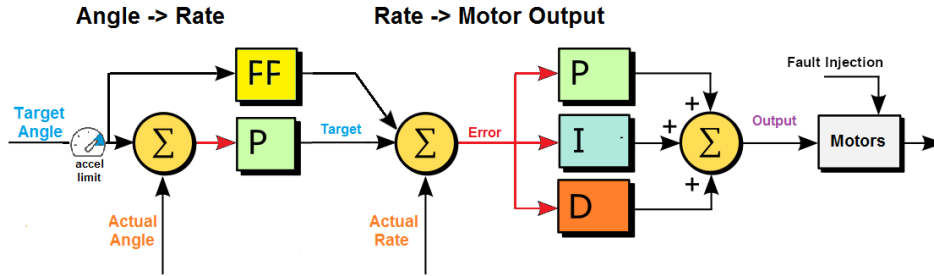 Angle -> Rate
Rate -> Motor Output
FF
P
Fault Injection
Target
Angle
accel
limit
Σ
P
Target
Σ
Error
I
+
+
+
Σ
Output
Motors
D
Actual
Angle
Actual
Rate